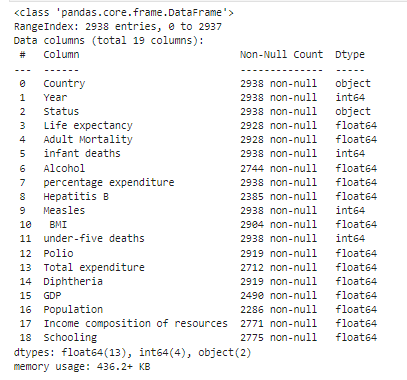 <class 'pandas.core.frame.DataFrame'>
RangeIndex: 2938 entries, 0 to 2937
Data columns (total 19 columns):
 #   Column                           Non-Null Count  Dtype
---  ------                           --------------  -----
 0   Country                          2938 non-null   object
 1   Year                             2938 non-null   int64
 2   Status                           2938 non-null   object
 3   Life expectancy                  2928 non-null   float64
 4   Adult Mortality                  2928 non-null   float64
 5   infant deaths                    2938 non-null   int64
 6   Alcohol                          2744 non-null   float64
 7   percentage expenditure           2938 non-null   float64
 8   Hepatitis B                      2385 non-null   float64
 9   Measles                          2938 non-null   int64
 10   BMI                             2904 non-null   float64
 11  under-five deaths                2938 non-null   int64
 12  Polio                            2919 non-null   float64
 13  Total expenditure                2712 non-null   float64
 14  Diphtheria                       2919 non-null   float64
 15  GDP                              2490 non-null   float64
 16  Population                       2286 non-null   float64
 17  Income composition of resources  2771 non-null   float64
 18  Schooling                        2775 non-null   float64
dtypes: float64(13), int64(4), object(2)
memory usage: 436.2+ KB